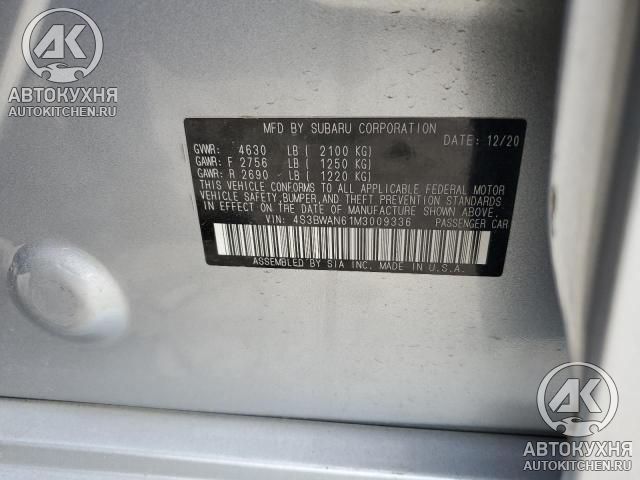 AK
АВТОКУХНЯ
AUTOKITCHEN.RU
MFD BY SUBARU CORPORATION
DATE: 12/20
GVWR: 4630 LB ( 2100 KG)
GAWR: F 2756 LB ( 1250 KG)
GAWR: R 2690 LB ( 1220 KG)
THIS VEHICLE CONFORMS TO ALL APPLICABLE FEDERAL MOTOR
VEHICLE SAFETY, BUMPER, AND THEFT PREVENTION STANDARDS
IN EFFECT ON THE DATE OF MANUFACTURE SHOWN ABOVE.
VIN: 4S3BWAN61M3009336 PASSENGER CAR
ASSEMBLED BY SIA INC. MADE IN U.S.A.
AK
АВТОКУХНЯ
AUTOKITCHEN.RU